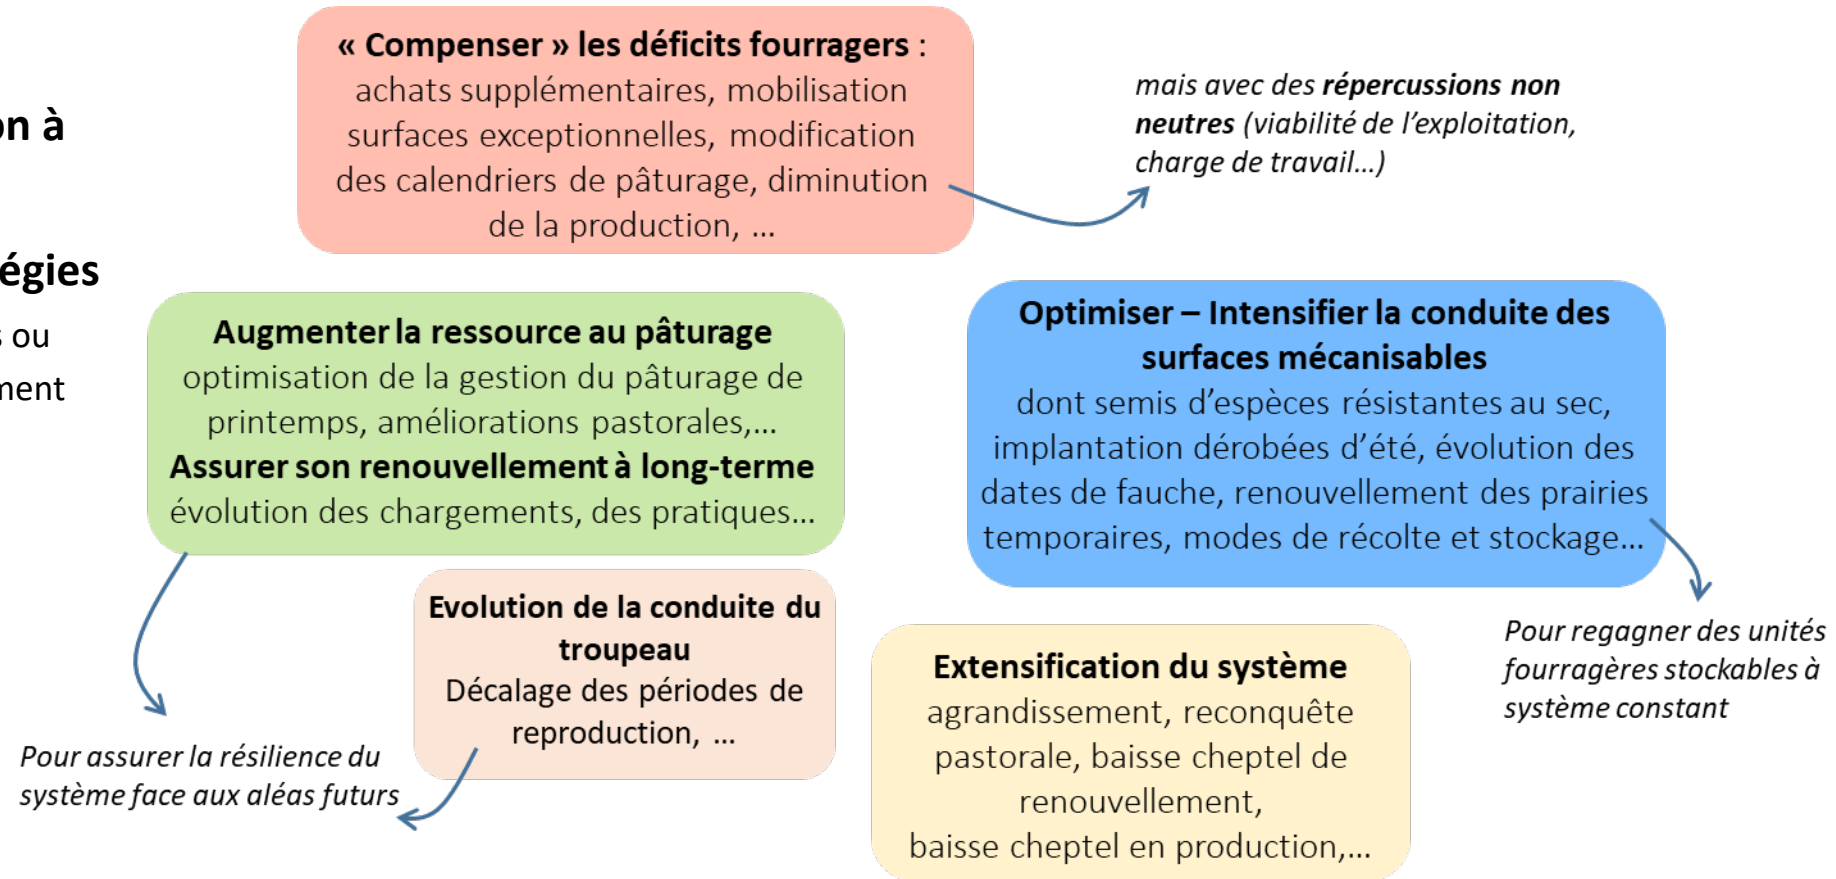 « Compenser » les déficits fourragers :
achats supplémentaires, mobilisation
surfaces exceptionnelles, modification
des calendriers de pâturage, diminution
de la production, ...
mais avec des répercussions non
neutres (viabilité de l’exploitation,
charge de travail...)
à
ou
Augmenter la ressource au pâturage
optimisation de la gestion du pâturage de
printemps, améliorations pastorales,...
Assurer son renouvellement à long-terme
évolution des chargements, des pratiques...
Optimiser – Intensifier la conduite des
surfaces mécanisables
dont semis d’espèces résistantes au sec,
implantation dérobées d’été, évolution des
dates de fauche, renouvellement des prairies
temporaires, modes de récolte et stockage...
Evolution de la conduite du
troupeau
Décalage des périodes de
reproduction, ...
Extensification du système
agrandissement, reconquête
pastorale, baisse cheptel de
renouvellement,
baisse cheptel en production,...
Pour regagner des unités
fourragères stockables à
système constant
Pour assurer la résilience du
système face aux aléas futurs